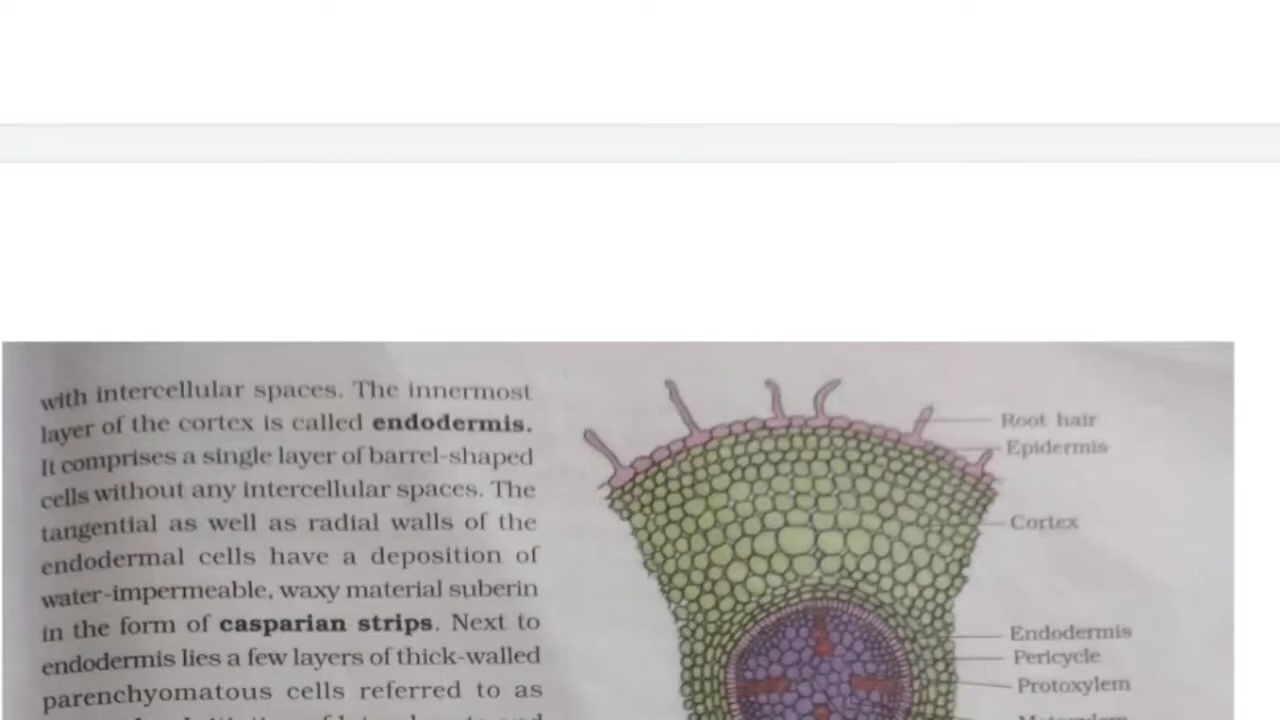 with intercellular spaces. The innermost
layer of the cortex is called endodermis.
It comprises a single layer of barrel-shaped
cells without any intercellular spaces. The
tangential as well as radial walls of the
endodermal cells have a deposition of
water-impermeable, waxy material suberin
in the form of casparian strips. Next to
endodermis lies a few layers of thick-walled
parenchyomatous cells referred to as
Root hair
Epidermis
Cortex
Endodermis
Pericycle
Protoxylem